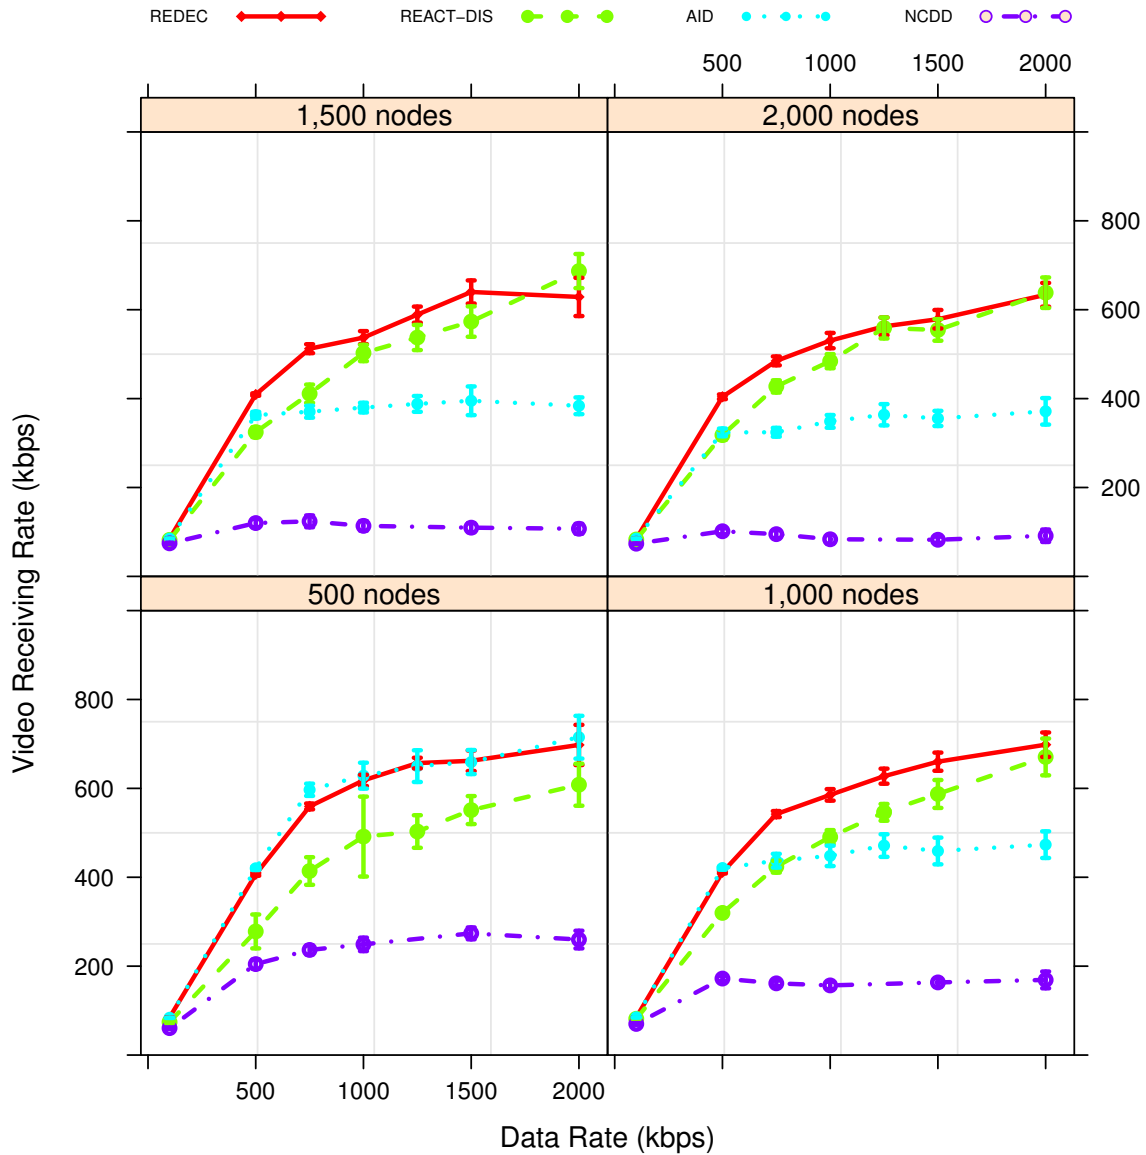 REDEC REACT−DIS AID NCDD
500 1000 1500 2000
1,500 nodes 2,000 nodes
800
600
400
200
500 nodes 1,000 nodes
800
600
400
200
500 1000 1500 2000
Data Rate (kbps)
Video Receiving Rate (kbps)